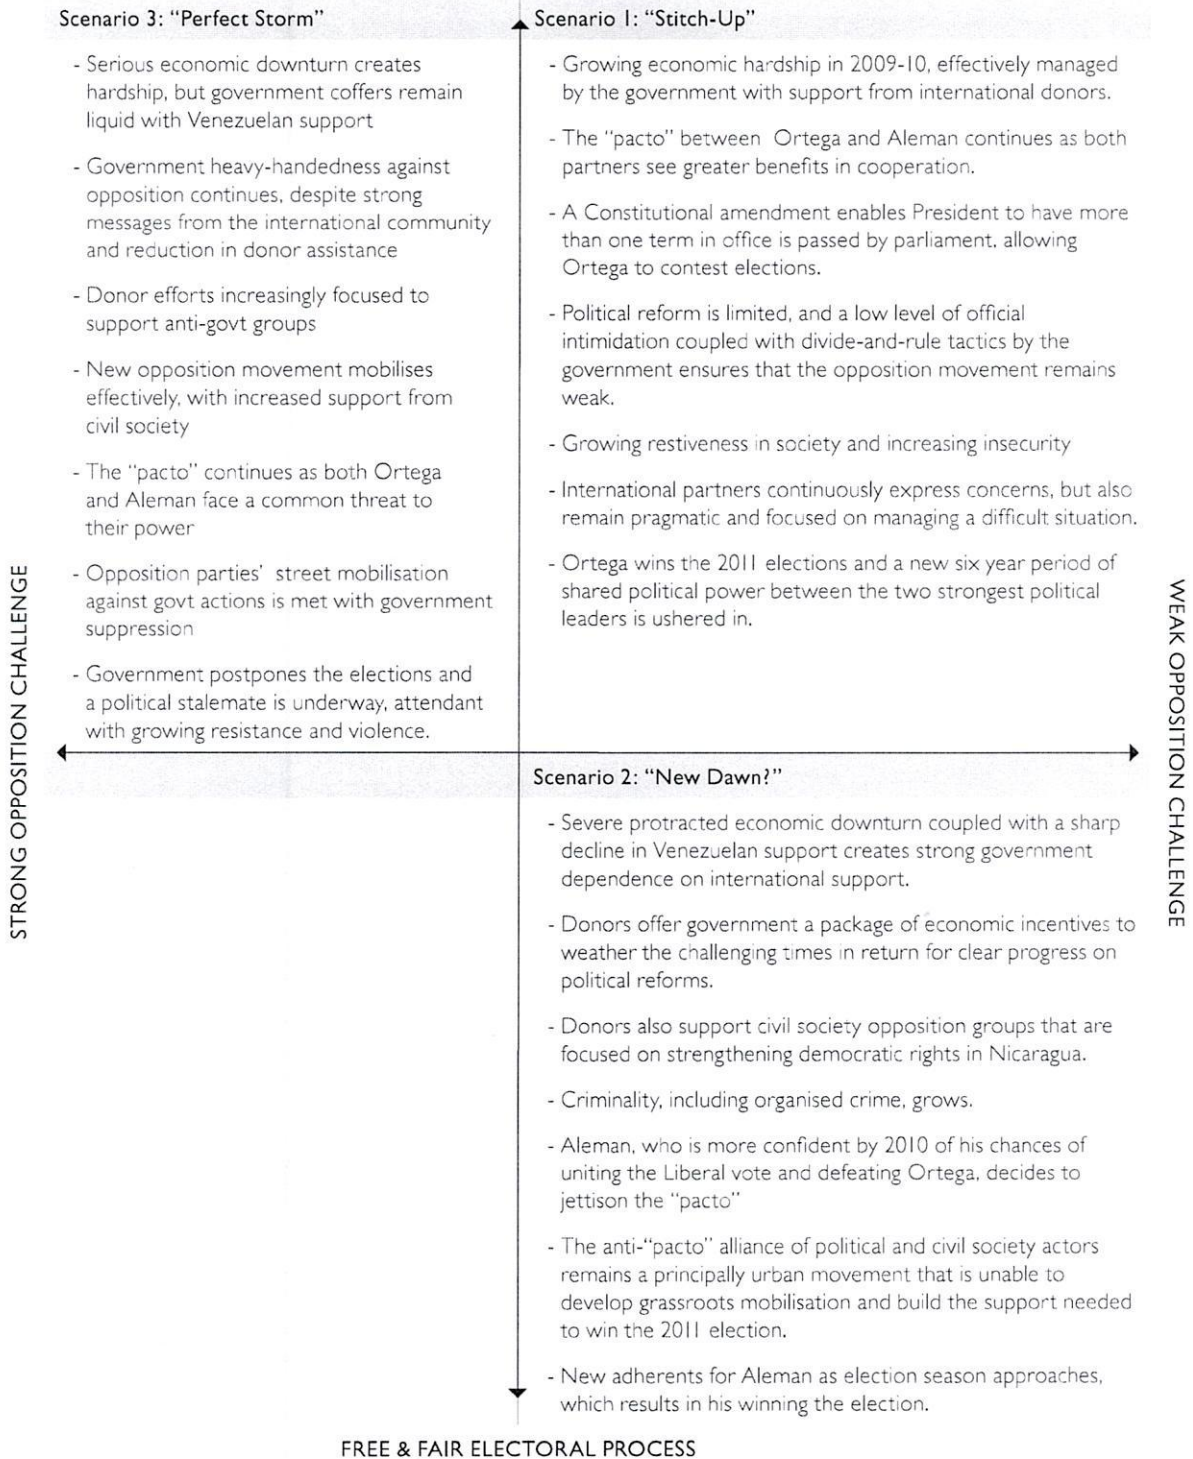 Scenario 3: "Perfect Storm"
- Serious economic downturn creates
hardship, but government coffers remain
liquid with Venezuelan support
- Government heavy-handedness against
opposition continues, despite strong
messages from the international community
and reduction in donor assistance
- Donor efforts increasingly focused to
support anti-govt groups
- New opposition movement mobilises
effectively, with increased support from
civil society
- The "pacto" continues as both Ortega
and Aleman face a common threat to
their power
- Opposition parties' street mobilisation
against govt actions is met with government
suppression
- Government postpones the elections and
a political stalemate is underway, attendant
with growing resistance and violence.
Scenario 1: "Stitch-Up"
- Growing economic hardship in 2009-10, effectively managed
by the government with support from international donors.
- The "pacto" between Ortega and Aleman continues as both
partners see greater benefits in cooperation.
- A Constitutional amendment enables President to have more
than one term in office is passed by parliament, allowing
Ortega to contest elections.
- Political reform is limited, and a low level of official
intimidation coupled with divide-and-rule tactics by the
government ensures that the opposition movement remains
weak.
- Growing restiveness in society and increasing insecurity
- International partners continuously express concerns, but also
remain pragmatic and focused on managing a difficult situation.
- Ortega wins the 2011 elections and a new six year period of
shared political power between the two strongest political
leaders is ushered in.
STRONG OPPOSITION CHALLENGE
WEAK OPPOSITION CHALLENGE
Scenario 2: "New Dawn?"
- Severe protracted economic downturn coupled with a sharp
decline in Venezuelan support creates strong government
dependence on international support.
- Donors offer government a package of economic incentives to
weather the challenging times in return for clear progress on
political reforms.
- Donors also support civil society opposition groups that are
focused on strengthening democratic rights in Nicaragua.
- Criminality, including organised crime, grows.
- Aleman, who is more confident by 2010 of his chances of
uniting the Liberal vote and defeating Ortega, decides to
jettison the "pacto"
- The anti-"pacto" alliance of political and civil society actors
remains a principally urban movement that is unable to
develop grassroots mobilisation and build the support needed
to win the 2011 election.
- New adherents for Aleman as election season approaches,
which results in his winning the election.
FREE & FAIR ELECTORAL PROCESS